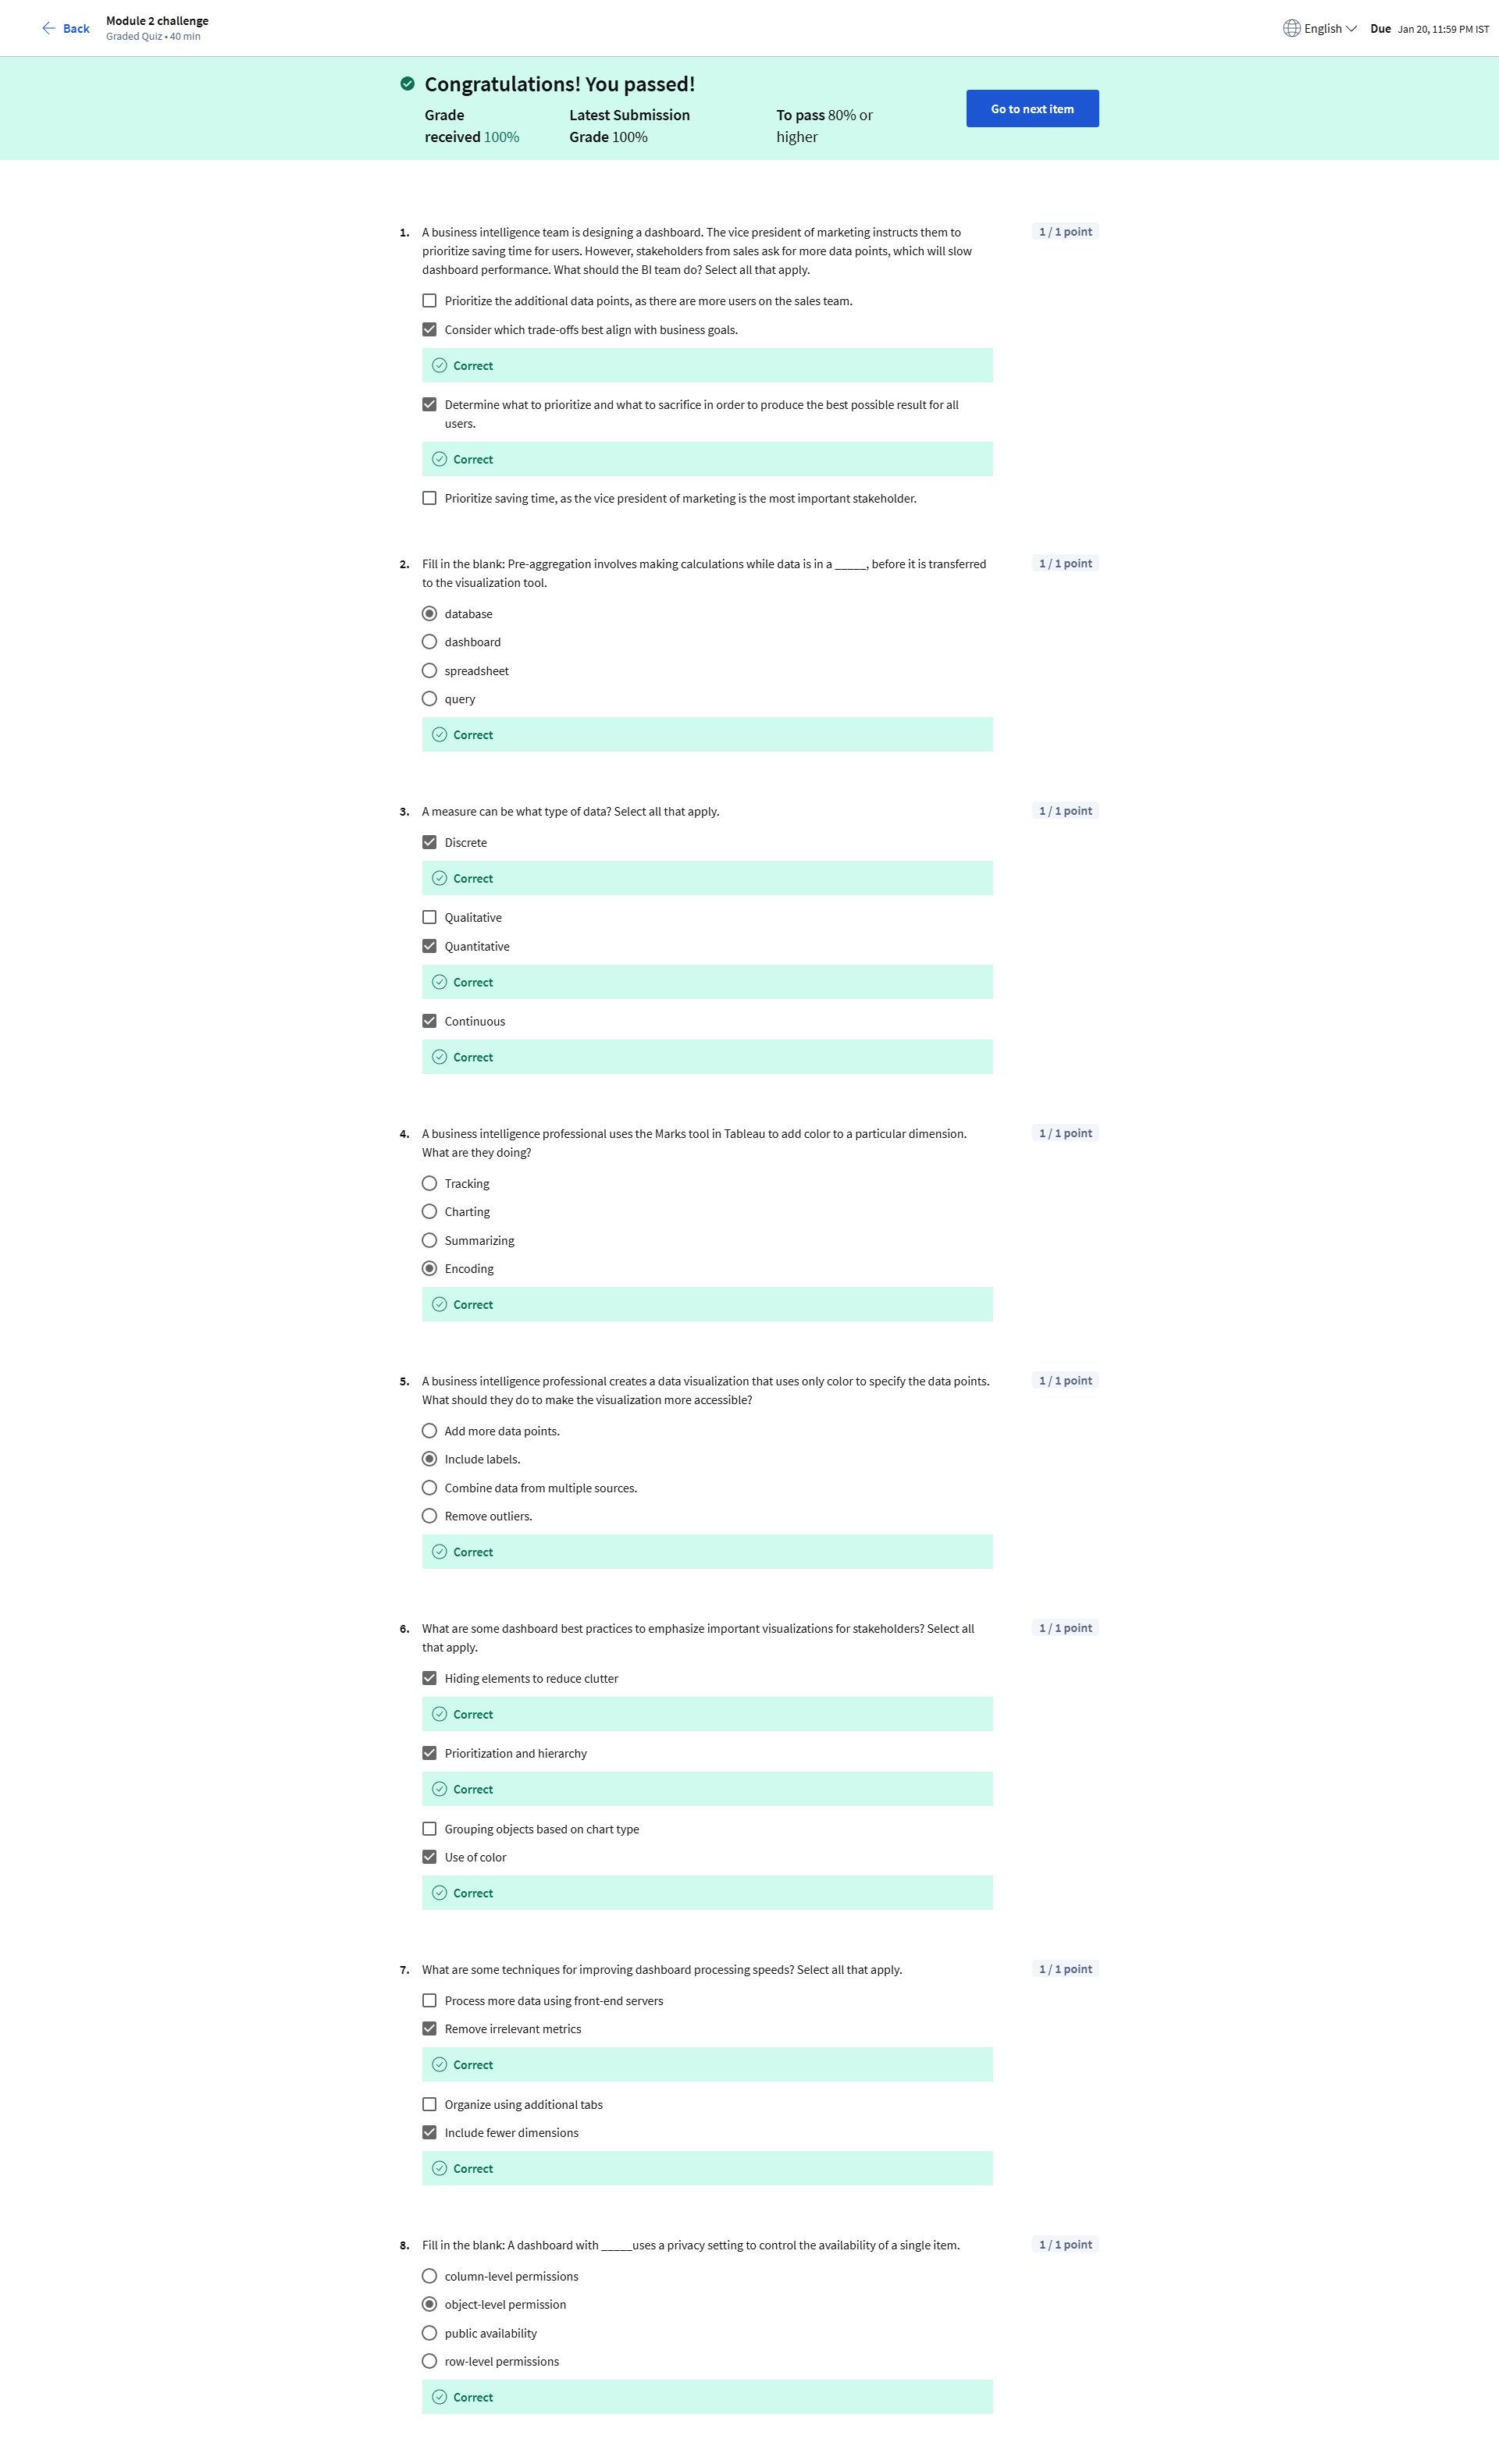 Back
Module 2 challenge
Graded Quiz • 40 min
English
Due Jan 20, 11:59 PM IST
Congratulations! You passed!
Grade received 100%
Latest Submission Grade 100%
To pass 80% or higher
Go to next item
1. A business intelligence team is designing a dashboard. The vice president of marketing instructs them to
prioritize saving time for users. However, stakeholders from sales ask for more data points, which will slow
dashboard performance. What should the BI team do? Select all that apply.
1 / 1 point
Prioritize the additional data points, as there are more users on the sales team.
Consider which trade-offs best align with business goals.
Correct
Determine what to prioritize and what to sacrifice in order to produce the best possible result for all
users.
Correct
Prioritize saving time, as the vice president of marketing is the most important stakeholder.
2. Fill in the blank: Pre-aggregation involves making calculations while data is in a _____, before it is transferred
to the visualization tool.
1 / 1 point
database
dashboard
spreadsheet
query
Correct
3. A measure can be what type of data? Select all that apply.
1 / 1 point
Discrete
Correct
Qualitative
Quantitative
Correct
Continuous
Correct
4. A business intelligence professional uses the Marks tool in Tableau to add color to a particular dimension.
What are they doing?
1 / 1 point
Tracking
Charting
Summarizing
Encoding
Correct
5. A business intelligence professional creates a data visualization that uses only color to specify the data points.
What should they do to make the visualization more accessible?
1 / 1 point
Add more data points.
Include labels.
Combine data from multiple sources.
Remove outliers.
Correct
6. What are some dashboard best practices to emphasize important visualizations for stakeholders? Select all
that apply.
1 / 1 point
Hiding elements to reduce clutter
Correct
Prioritization and hierarchy
Correct
Grouping objects based on chart type
Use of color
Correct
7. What are some techniques for improving dashboard processing speeds? Select all that apply.
1 / 1 point
Process more data using front-end servers
Remove irrelevant metrics
Correct
Organize using additional tabs
Include fewer dimensions
Correct
8. Fill in the blank: A dashboard with _____uses a privacy setting to control the availability of a single item.
1 / 1 point
column-level permissions
object-level permission
public availability
row-level permissions
Correct